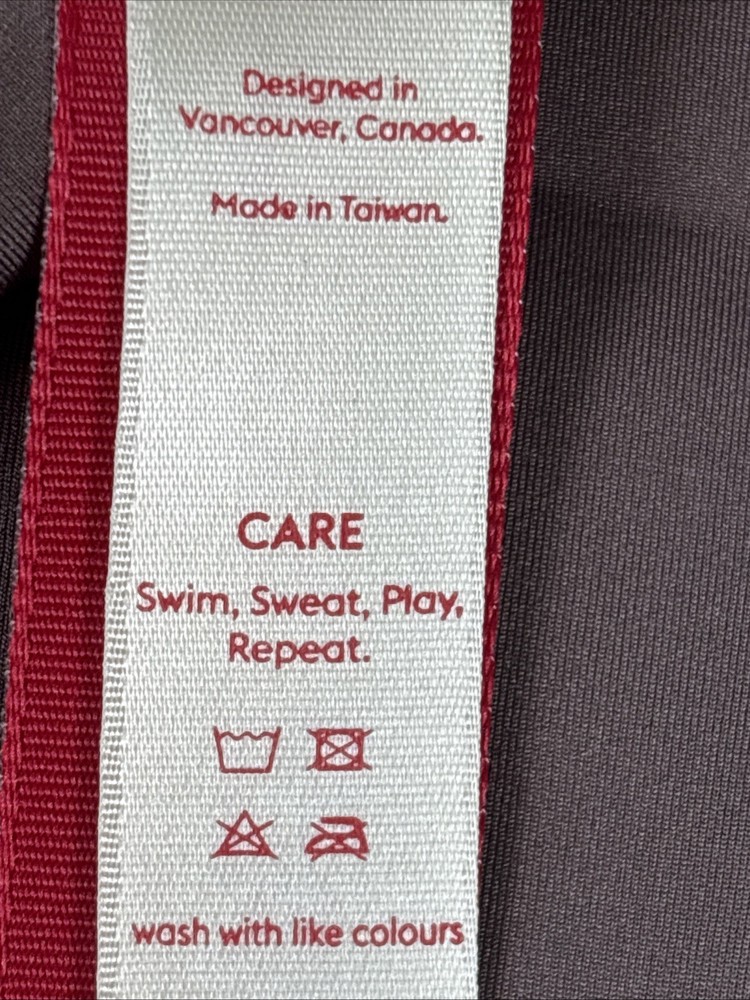 Designed in
Vancouver, Canada.
Made in Taiwan.
CARE
Swim, Sweat, Play,
Repeat.
wash with like colours